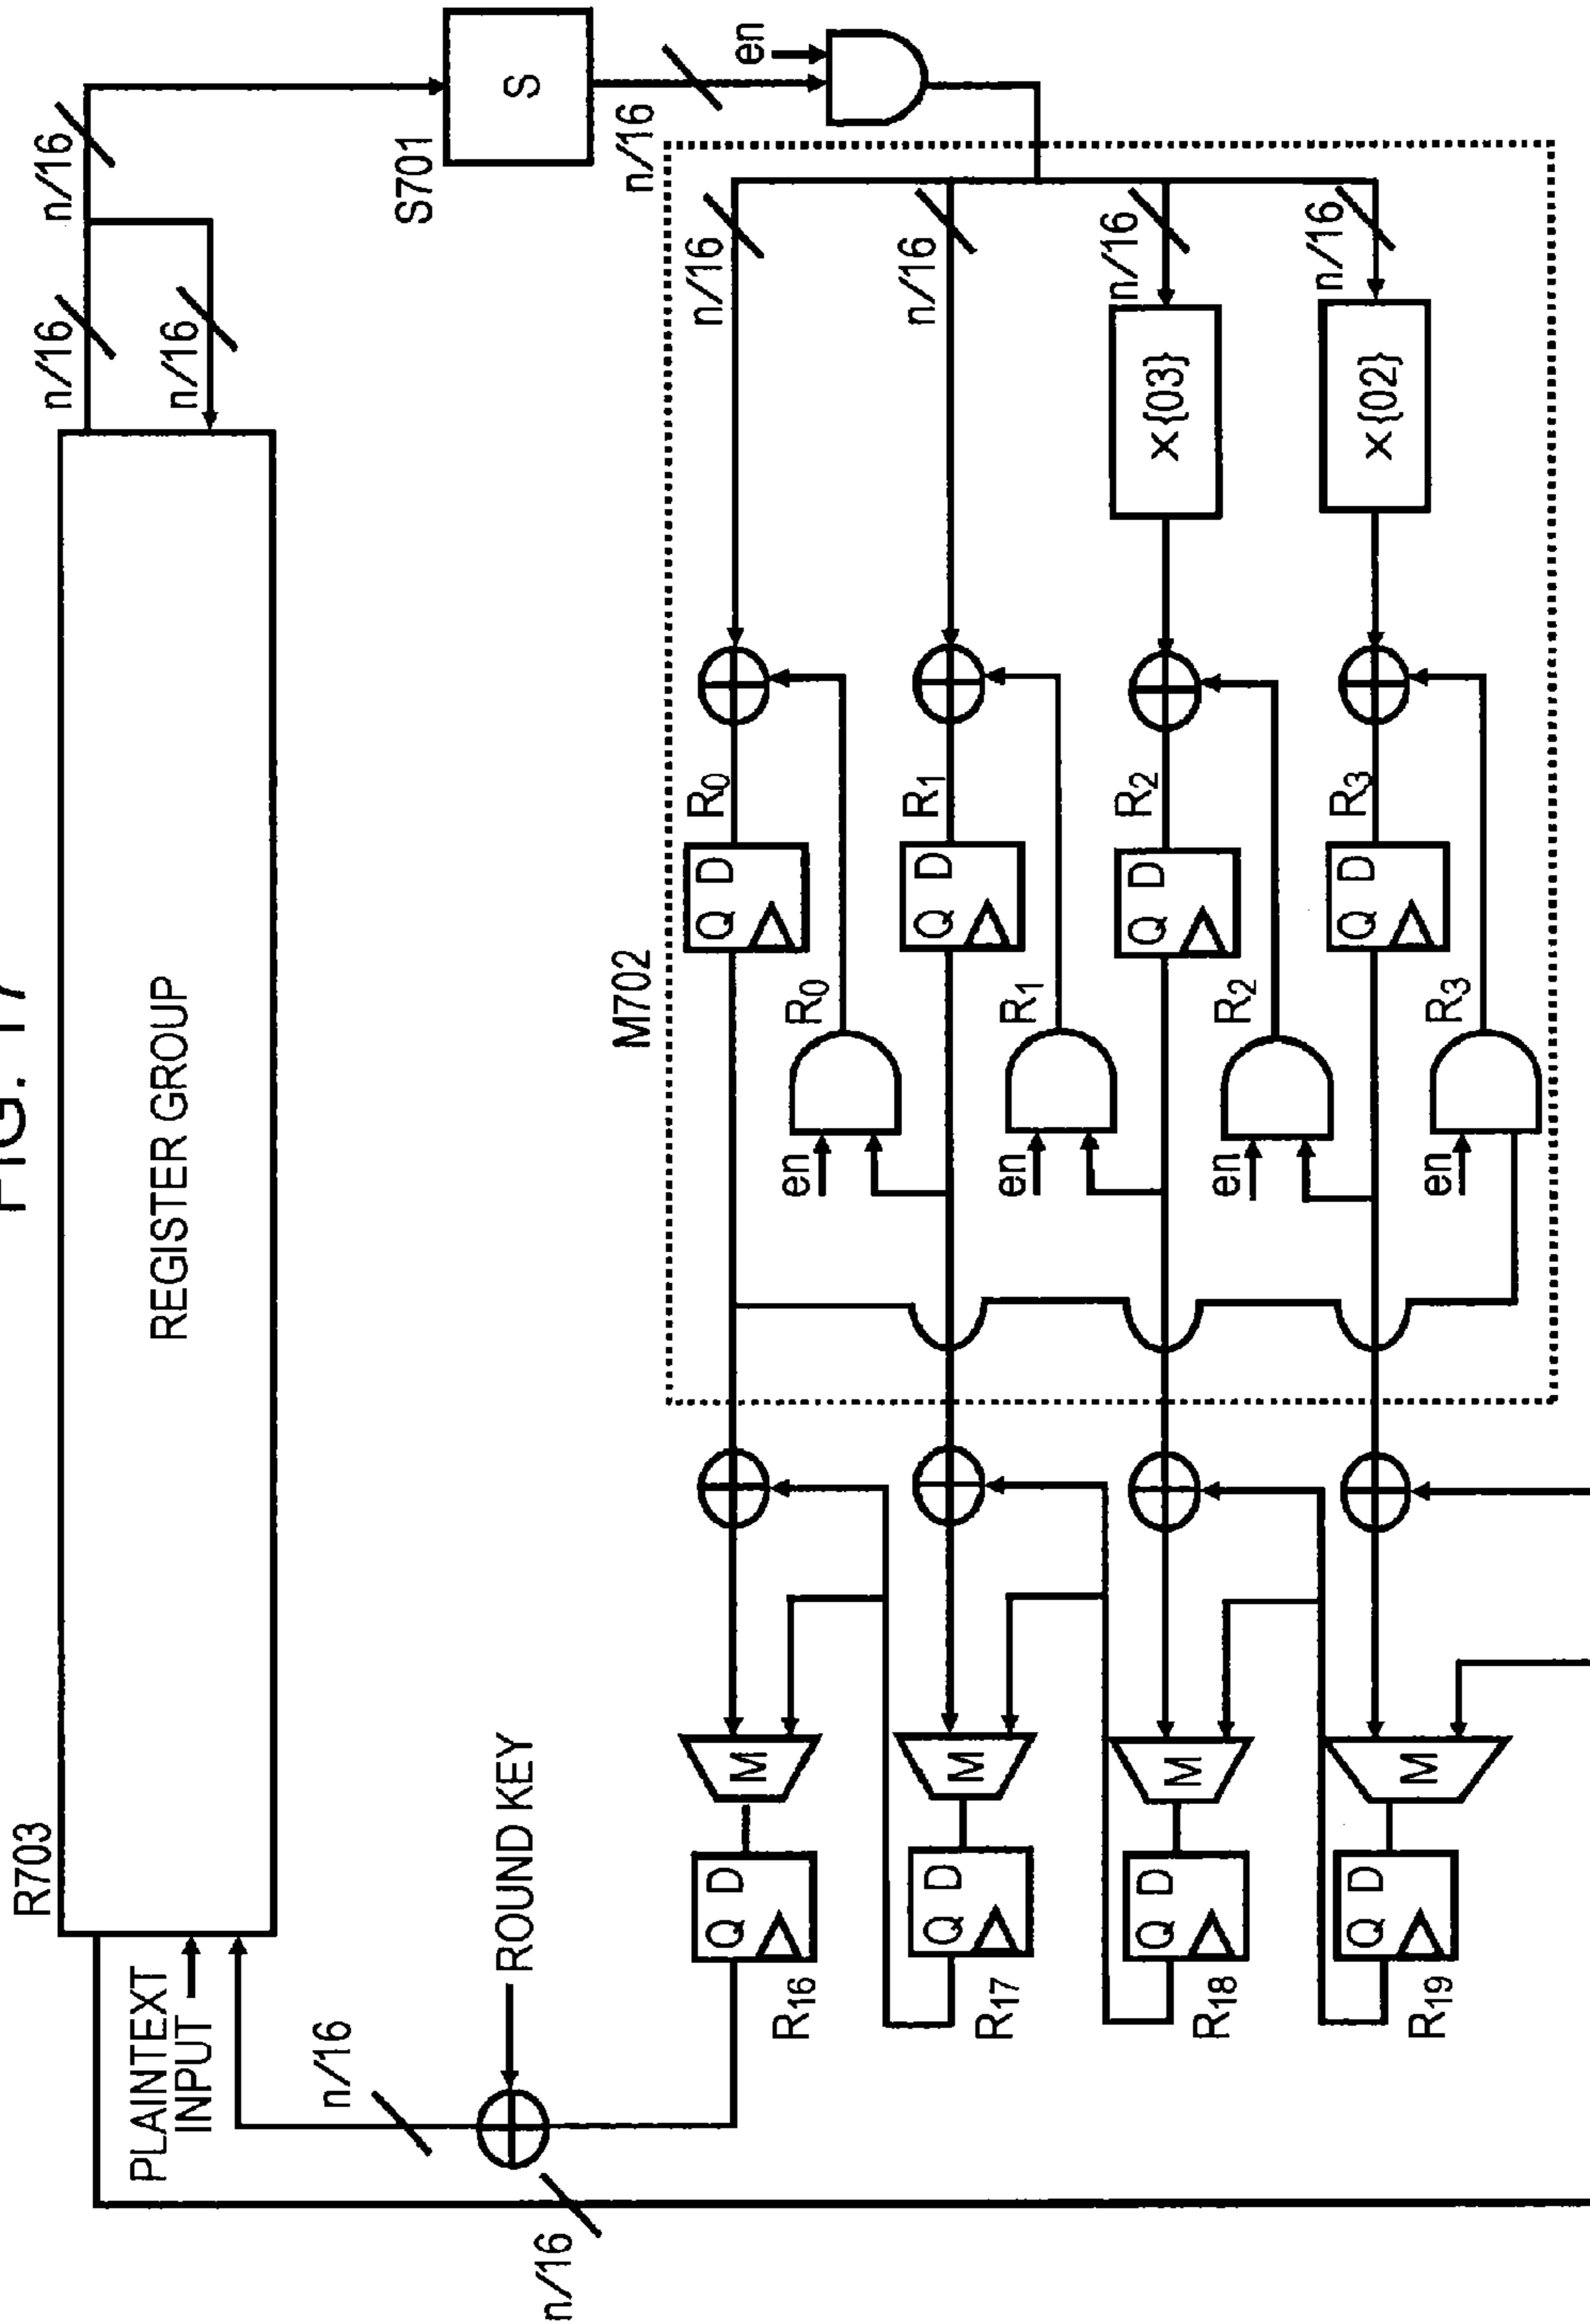 FIG. 17
R703
REGISTER GROUP
PLAINTEXT
INPUT
n/16
n/16
n/16
n/16
n/16
ROUND KEY
S701
S
n/16
en
M702
n/16
R0
Q D
R0
en
M
Q D
R16
n/16
R1
Q D
R1
en
M
Q D
R17
n/16
x{03}
R2
Q D
R2
en
M
Q D
R18
n/16
x{02}
R3
Q D
R3
en
M
Q D
R19